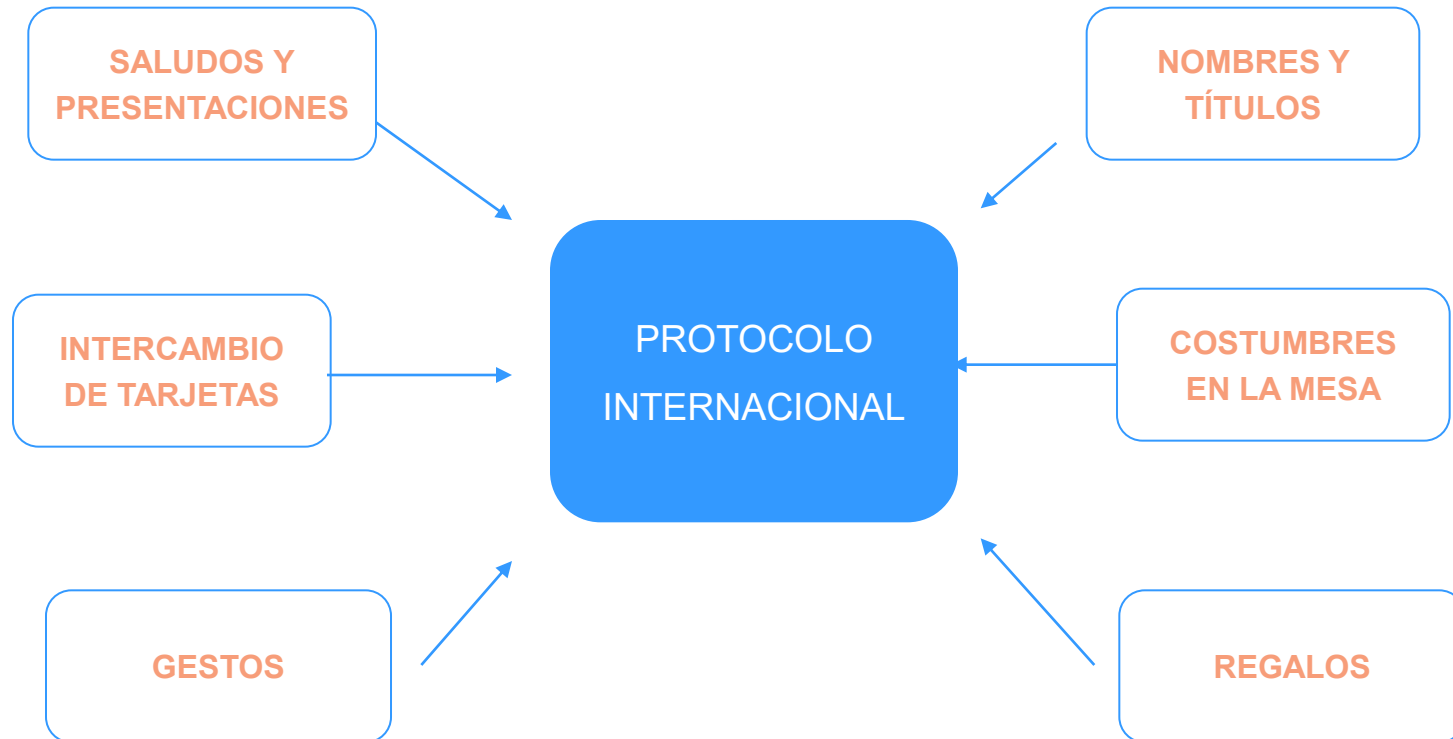 SALUDOS Y
PRESENTACIONES
NOMBRES Y
TÍTULOS
PROTOCOLO
INTERNACIONAL
INTERCAMBIO
DE TARJETAS
COSTUMBRES
EN LA MESA
GESTOS
REGALOS